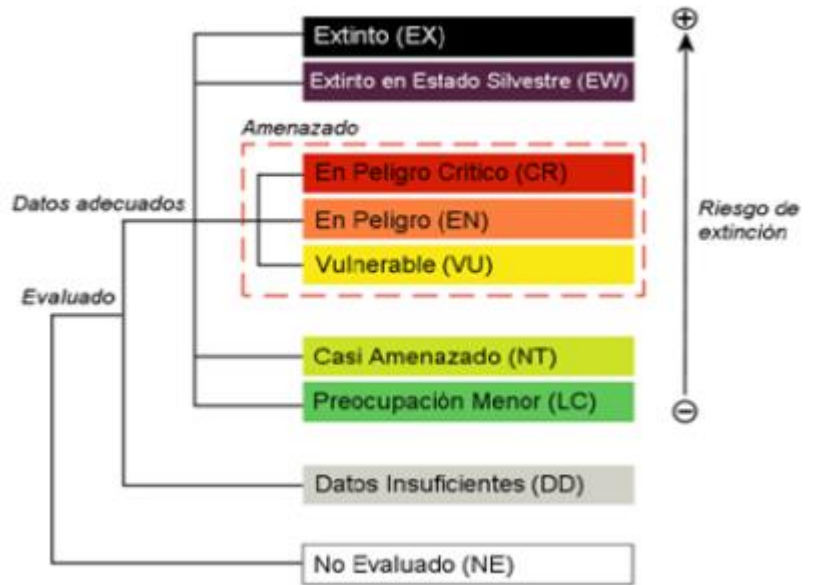 Extinto (EX)
Extinto en Estado Silvestre (EW)
Amenazado
En Peligro Crítico (CR)
Datos adecuados
En Peligro (EN)
Riesgo de
extinción
Vulnerable (VU)
Evaluado
Casi Amenazado (NT)
Preocupación Menor (LC)
Datos Insuficientes (DD)
No Evaluado (NE)